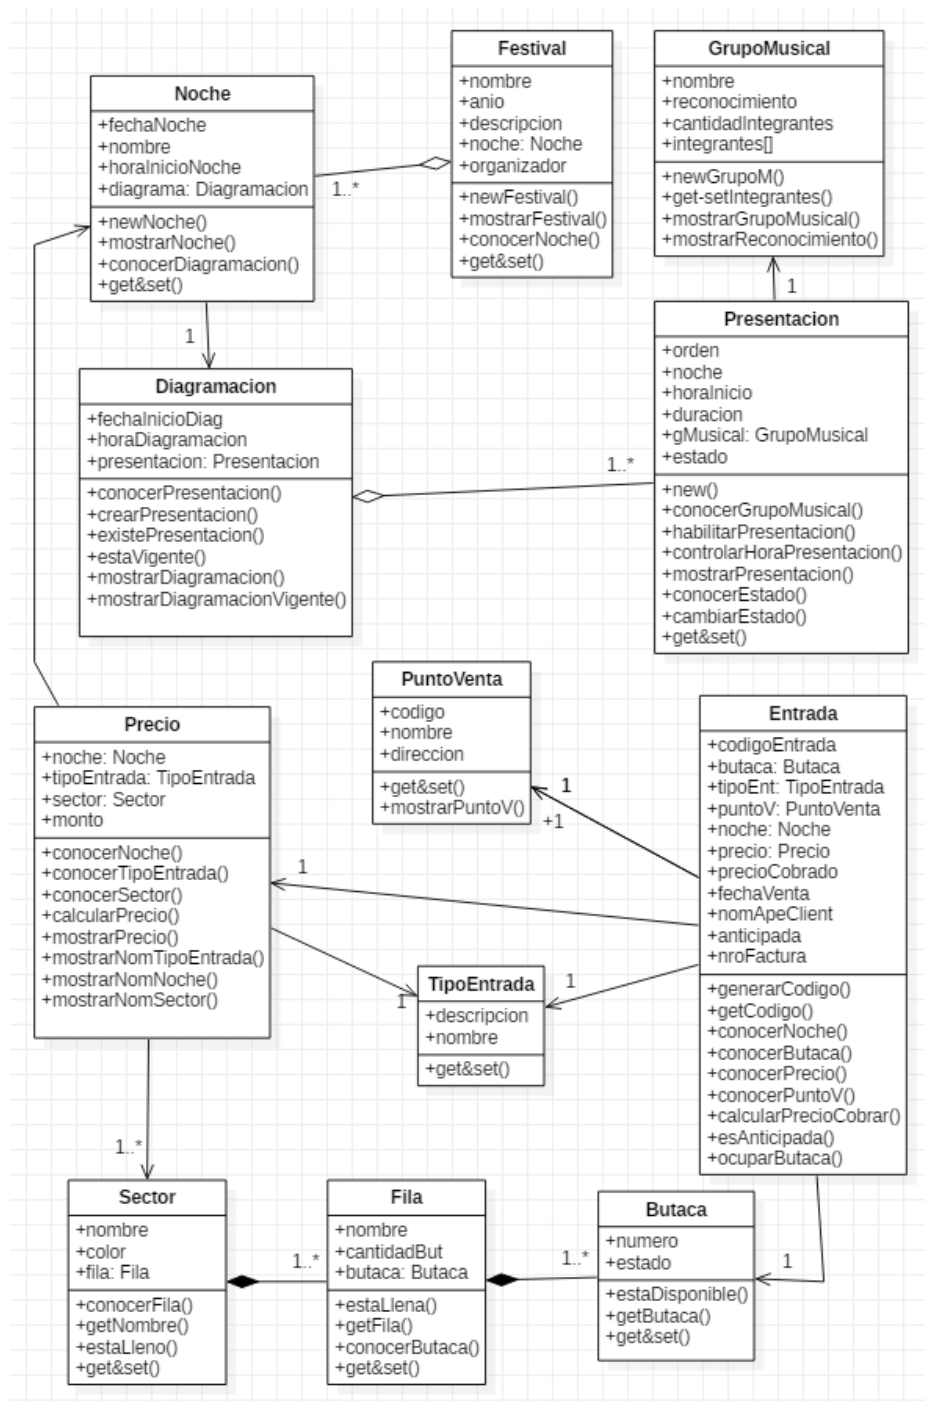 Festival
+nombre
+anio
+descripcion
+noche: Noche
+organizador
+newFestival()
+mostrarFestival()
+conocerNoche()
+get&set()
GrupoMusical
+nombre
+reconocimiento
+cantidadIntegrantes
+integrantes[]
+newGrupoM()
+get-setIntegrantes()
+mostrarGrupoMusical()
+mostrarReconocimiento()
Noche
+fechaNoche
+nombre
+horaInicioNoche
+diagrama: Diagramacion
+newNoche()
+mostrarNoche()
+conocerDiagramacion()
+get&set()
1..*
1
1
Presentacion
+orden
+noche
+horaInicio
+duracion
+gMusical: GrupoMusical
+estado
+new()
+conocerGrupoMusical()
+habilitarPresentacion()
+controlarHoraPresentacion()
+mostrarPresentacion()
+conocerEstado()
+cambiarEstado()
+get&set()
Diagramacion
+fechaInicioDiag
+horaDiagramacion
+presentacion: Presentacion
+conocerPresentacion()
+crearPresentacion()
+existePresentacion()
+estaVigente()
+mostrarDiagramacion()
+mostrarDiagramacionVigente()
1..*
PuntoVenta
+codigo
+nombre
+direccion
+get&set()
+mostrarPuntoV()
1
+1
Entrada
+codigoEntrada
+butaca: Butaca
+tipoEnt: TipoEntrada
+puntoV: PuntoVenta
+noche: Noche
+precio: Precio
+precioCobrado
+fechaVenta
+nomApeClient
+anticipada
+nroFactura
+generarCodigo()
+getCodigo()
+conocerNoche()
+conocerButaca()
+conocerPrecio()
+conocerPuntoV()
+calcularPrecioCobrar()
+esAnticipada()
+ocuparButaca()
Precio
+noche: Noche
+tipoEntrada: TipoEntrada
+sector: Sector
+monto
+conocerNoche()
+conocerTipoEntrada()
+conocerSector()
+calcularPrecio()
+mostrarPrecio()
+mostrarNomTipoEntrada()
+mostrarNomNoche()
+mostrarNomSector()
1
TipoEntrada
+descripcion
+nombre
+get&set()
1
1
1..*
Sector
+nombre
+color
+fila: Fila
+conocerFila()
+getNombre()
+estaLleno()
+get&set()
1..*
Fila
+nombre
+cantidadBut
+butaca: Butaca
+estaLlena()
+getFila()
+conocerButaca()
+get&set()
1..*
Butaca
+numero
+estado
+estaDisponible()
+getButaca()
+get&set()
1